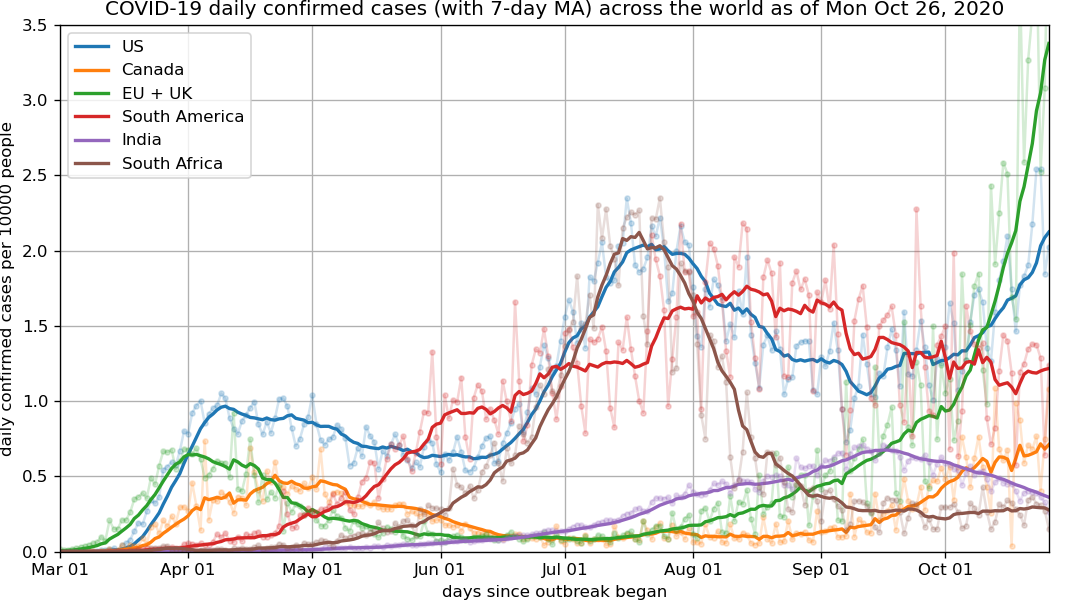 COVID-19 daily confirmed cases (with 7-day MA) across the world as of Mon Oct 26, 2020
daily confirmed cases per 10000 people
3.5
3.0
2.5
2.0
1.5
1.0
0.5
0.0
US
Canada
EU + UK
South America
India
South Africa
Mar 01 Apr 01 May 01 Jun 01 Jul 01 Aug 01 Sep 01 Oct 01
days since outbreak began